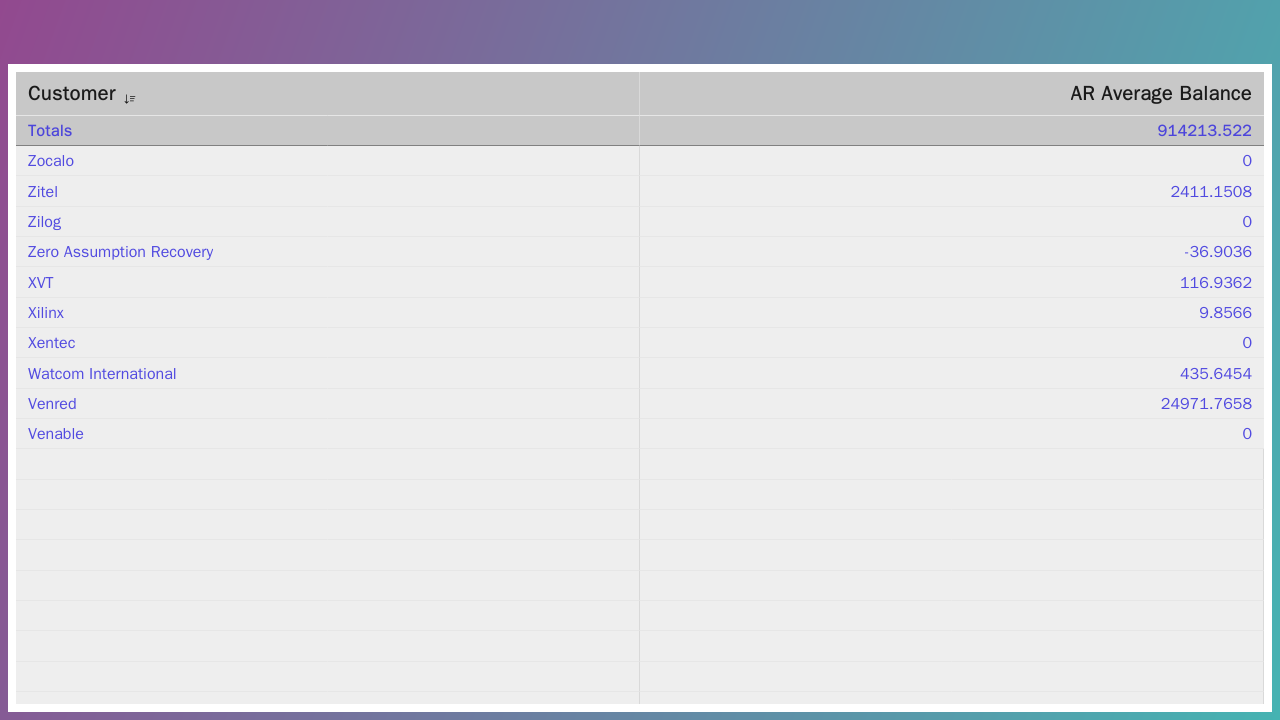 Customer AR Average Balance
Totals 914213.522
Zocalo 0
Zitel 2411.1508
Zilog 0
Zero Assumption Recovery -36.9036
XVT 116.9362
Xilinx 9.8566
Xentec 0
Watcom International 435.6454
Venred 24971.7658
Venable 0